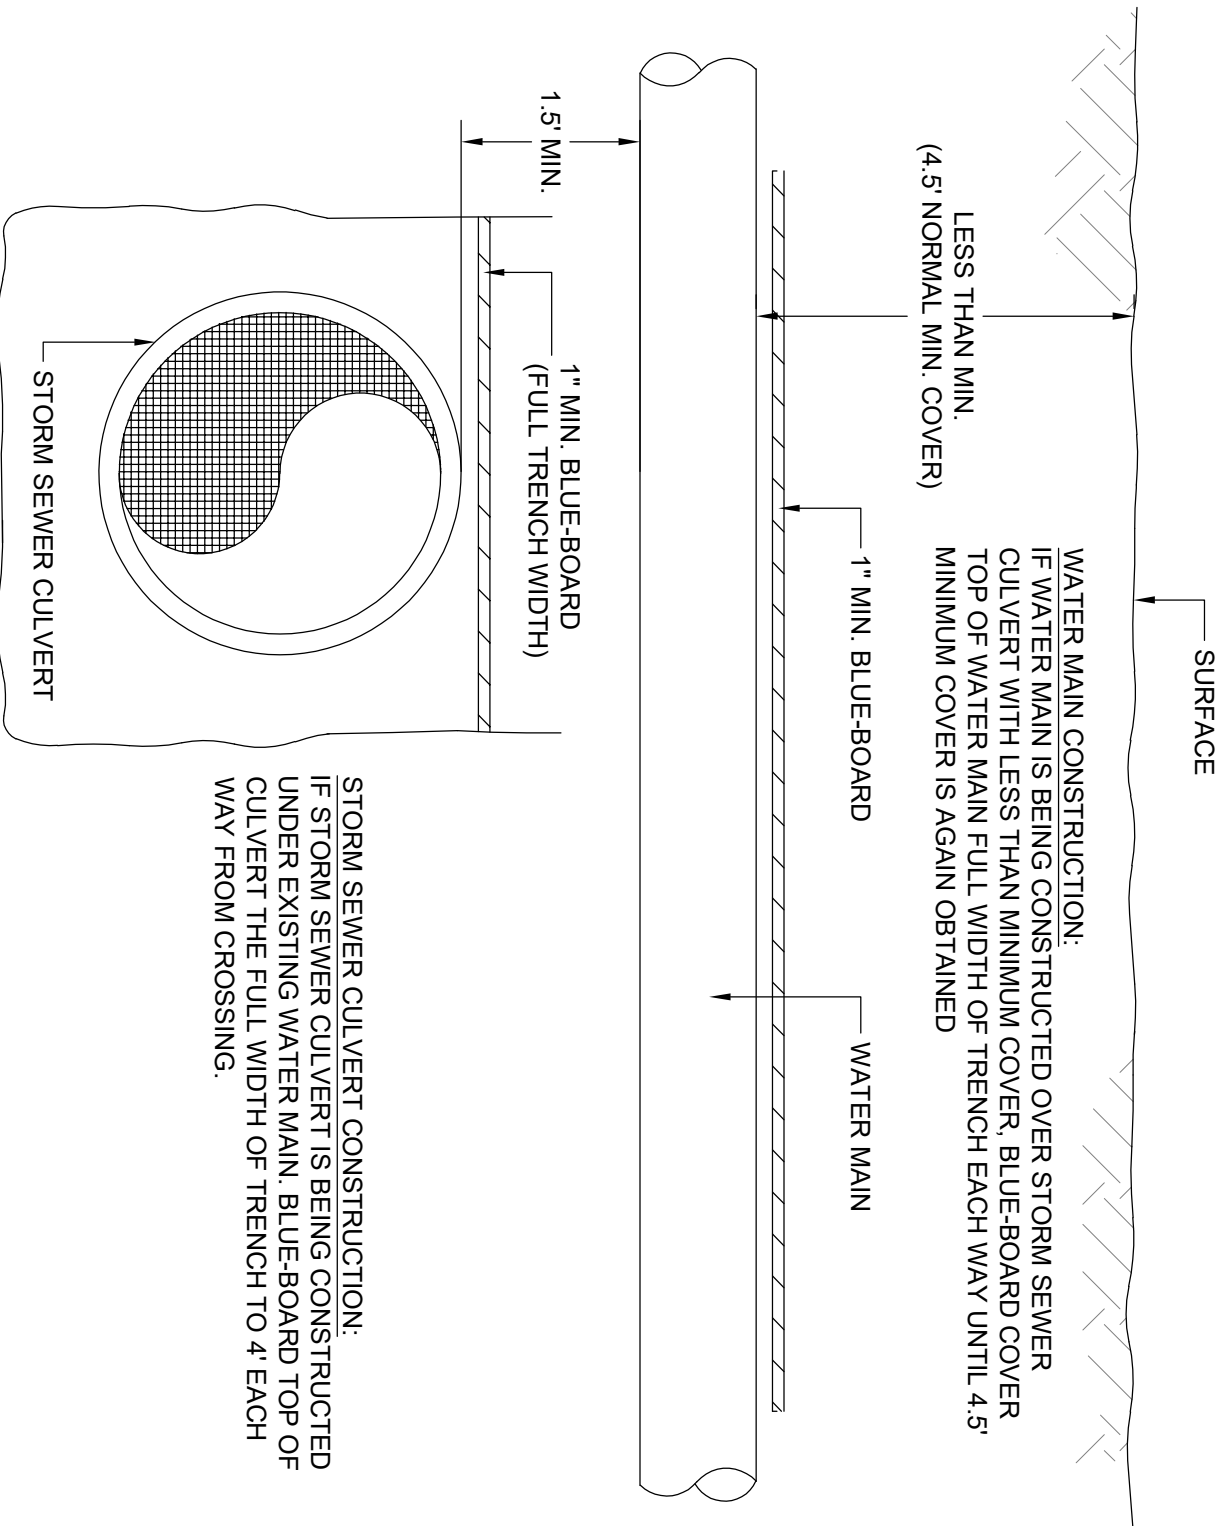 SURFACE
WATER MAIN CONSTRUCTION:
IF WATER MAIN IS BEING CONSTRUCTED OVER STORM SEWER
CULVERT WITH LESS THAN MINIMUM COVER, BLUE-BOARD COVER
TOP OF WATER MAIN FULL WIDTH OF TRENCH EACH WAY UNTIL 4.5'
MINIMUM COVER IS AGAIN OBTAINED
LESS THAN MIN.
(4.5' NORMAL MIN. COVER)
1" MIN. BLUE-BOARD
WATER MAIN
1.5' MIN.
1" MIN. BLUE-BOARD
(FULL TRENCH WIDTH)
STORM SEWER CULVERT
STORM SEWER CULVERT CONSTRUCTION:
IF STORM SEWER CULVERT IS BEING CONSTRUCTED
UNDER EXISTING WATER MAIN. BLUE-BOARD TOP OF
CULVERT THE FULL WIDTH OF TRENCH TO 4' EACH
WAY FROM CROSSING.